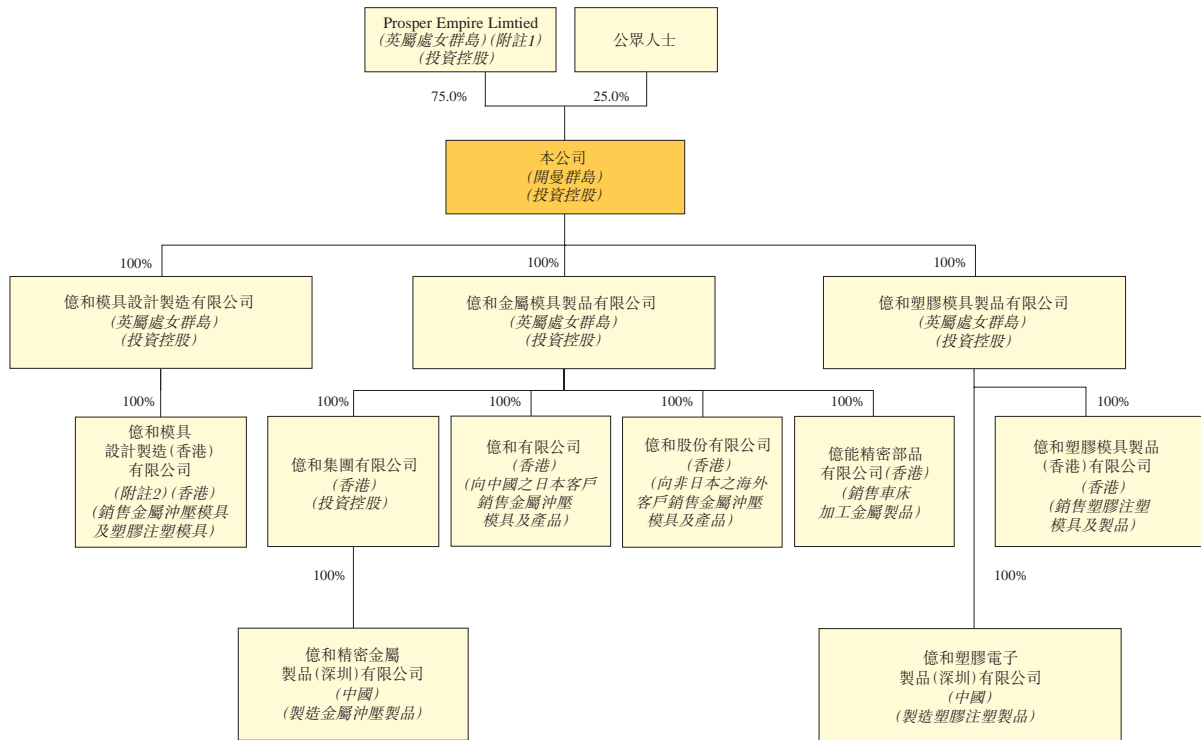 Prosper Empire Limtied
(英屬處女群島)(附註1)
(投資控股)
公眾人士
75.0%
25.0%
本公司
(開曼群島)
(投資控股)
100%
100%
100%
億和模具設計製造有限公司
(英屬處女群島)
(投資控股)
億和金屬模具製品有限公司
(英屬處女群島)
(投資控股)
億和塑膠模具製品有限公司
(英屬處女群島)
(投資控股)
100%
100%
100%
100%
100%
100%
億和模具
設計製造(香港)
有限公司
(附註2)(香港)
(銷售金屬沖壓模具
及塑膠注塑模具)
億和集團有限公司
(香港)
(投資控股)
億和有限公司
(香港)
(向中國之日本客戶
銷售金屬沖壓
模具及產品)
億和股份有限公司
(香港)
(向非日本之海外
客戶銷售金屬沖壓
模具及產品)
億能精密部品
有限公司(香港)
(銷售車床
加工金屬製品)
億和塑膠模具製品
(香港)有限公司
(香港)
(銷售塑膠注塑
模具及製品)
100%
100%
億和精密金屬
製品(深圳)有限公司
(中國)
(製造金屬沖壓製品)
億和塑膠電子
製品(深圳)有限公司
(中國)
(製造塑膠注塑製品)